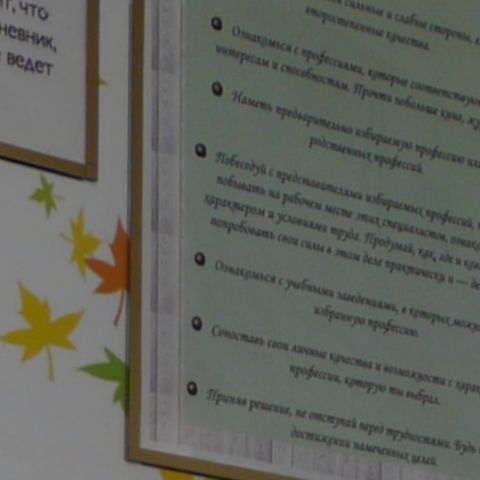 что
невник,
ведет
сильные и слабые стороны,
второстепенные качества.
Ознакомься с профессиями, которые соответствуют
интересам и способностям. Прочти побольше книг,
Наметь предварительно избираемую профессию или
родственных профессий.
Побеседуй с представителями избираемых профессий,
побывать на рабочем месте этих специалистов,
характером и условиями труда. Продумай, как, где и
попробовать свои силы в этом деле практически и —
Ознакомься с учебными заведениями, в которых
избранную профессию.
Сопоставь свои личные качества и возможности с
профессии, которую ты выбрал.
Приняв решение, не отступай перед трудностями. Будь
достижении намеченных целей.